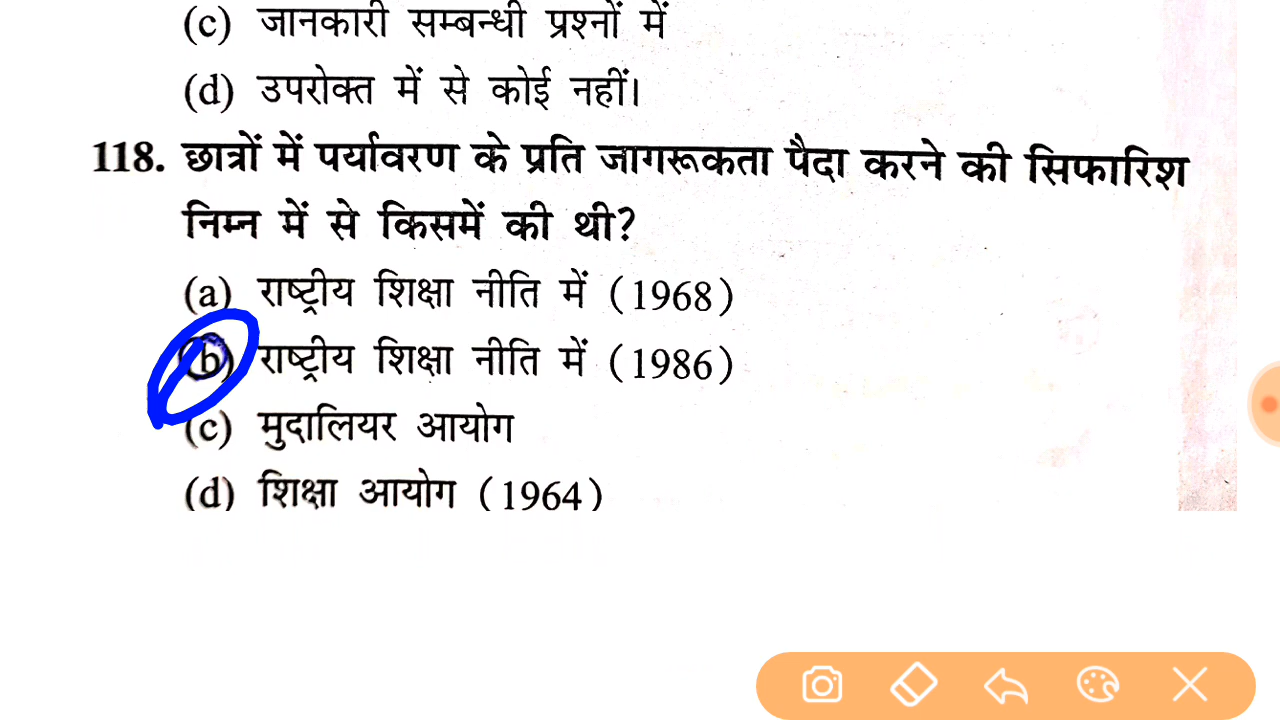 (c) जानकारी सम्बन्धी प्रश्नों में
(d) उपरोक्त में से कोई नहीं।
118. छात्रों में पर्यावरण के प्रति जागरूकता पैदा करने की सिफारिश
निम्न में से किसमें की थी?
(a) राष्ट्रीय शिक्षा नीति में (1968)
(b) राष्ट्रीय शिक्षा नीति में (1986)
(c) मुदालियर आयोग
(d) शिक्षा आयोग (1964)